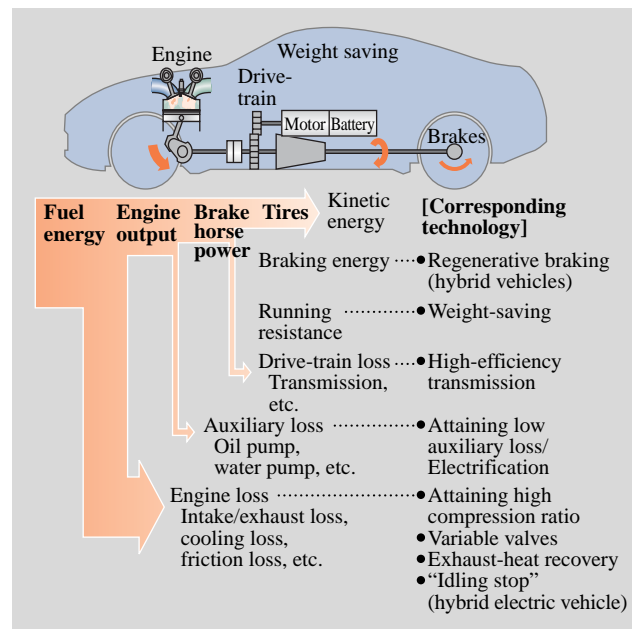 Weight saving
Engine
Drive-
train
Motor Battery
Brakes
Fuel
energy
Engine
output
Brake
horse
power
Tires
Kinetic
energy
[Corresponding
technology]
Braking energy ····· ● Regenerative braking
(hybrid vehicles)
Running
resistance ············ ● Weight-saving
Drive-train loss ···· ● High-efficiency
Transmission,
etc.
transmission
Auxiliary loss ·············· ● Attaining low
Oil pump,
water pump, etc.
auxiliary loss/
Electrification
Engine loss ····················· ● Attaining high
Intake/exhaust loss,
cooling loss,
friction loss, etc.
compression ratio
● Variable valves
● Exhaust-heat recovery
● “Idling stop”
(hybrid electric vehicle)